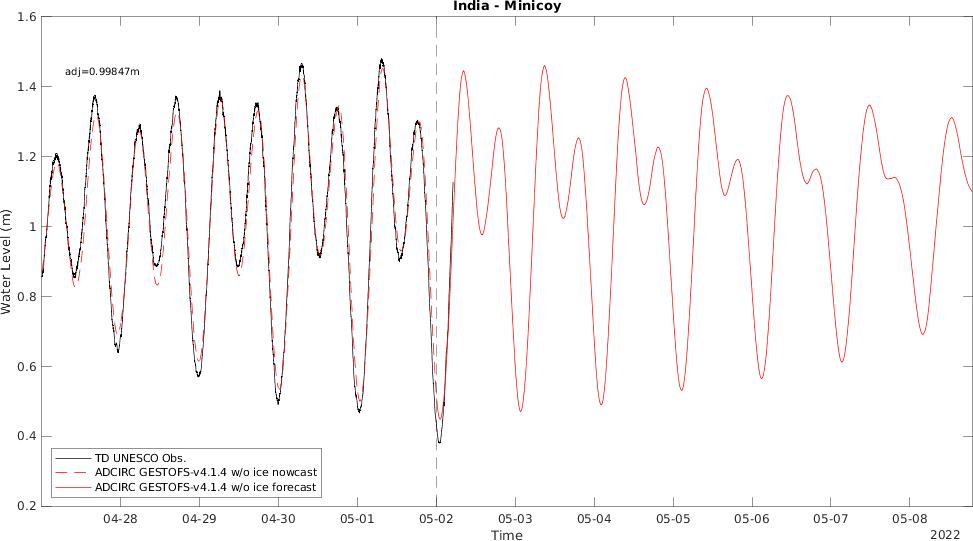 India - Minicoy
1.6
1.4
1.2
1
0.8
0.6
0.4
0.2
Water Level (m)
adj=0.99847m
TD UNESCO Obs.
ADCIRC GESTOFS-v4.1.4 w/o ice nowcast
ADCIRC GESTOFS-v4.1.4 w/o ice forecast
04-28 04-29 04-30 05-01 05-02 05-03 05-04 05-05 05-06 05-07 05-08
Time
2022